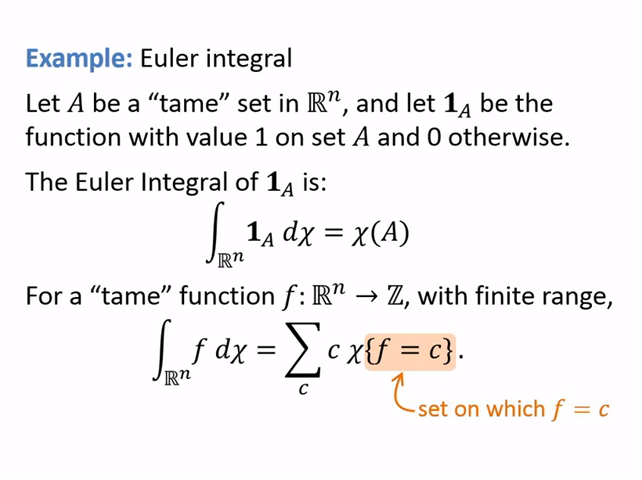 Example: Euler integral
Let A be a “tame” set in ℝⁿ, and let 𝟏_A be the
function with value 1 on set A and 0 otherwise.
The Euler Integral of 𝟏_A is:
∫_ℝⁿ 𝟏_A dχ = χ(A)
For a “tame” function f: ℝⁿ → ℤ, with finite range,
∫_ℝⁿ f dχ = ∑_c c χ{f = c}.
set on which f = c